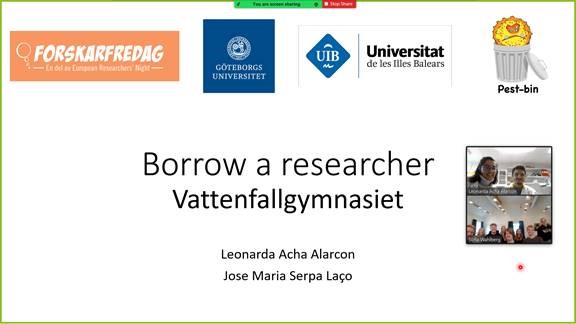 You are screen sharing
Stop Share
FORSKARFREDAG
En del av European Researchers' Night
GÖTEBORGS
UNIVERSITET
UIB
Universitat
de les Illes Balears
Pest-bin
Borrow a researcher
Vattenfallgymnasiet
Leonarda Acha Alarcon
Sofia Wahlberg
Leonarda Acha Alarcon
Jose Maria Serpa Laço